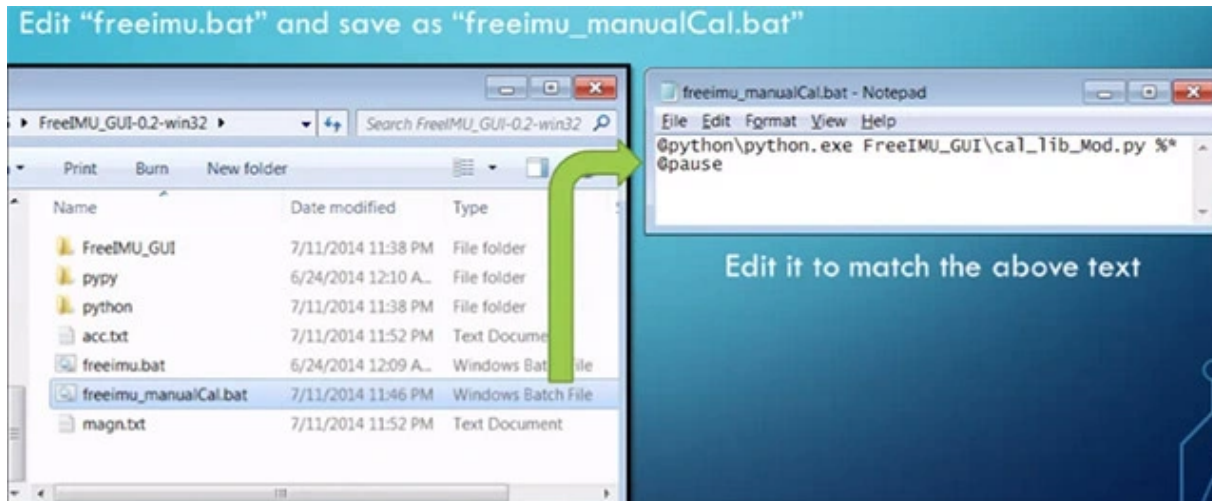 Edit “freeimu.bat” and save as “freeimu_manualCal.bat”
FreeIMU_GUI-0.2-win32
Search FreeIMU_GUI-0.2-win32
Print Burn New folder
Name Date modified Type
FreeIMU_GUI 7/11/2014 11:38 PM File folder
pypy 6/24/2014 12:10 A... File folder
python 7/11/2014 11:38 PM File folder
acc.txt 7/11/2014 11:52 PM Text Docume
freeimu.bat 6/24/2014 12:09 A... Windows Bat ile
freeimu_manualCal.bat 7/11/2014 11:46 PM Windows Batch File
magn.txt 7/11/2014 11:52 PM Text Document
freeimu_manualCal.bat - Notepad
File Edit Format View Help
@python\python.exe FreeIMU_GUI\cal_lib_Mod.py %*
@pause
Edit it to match the above text